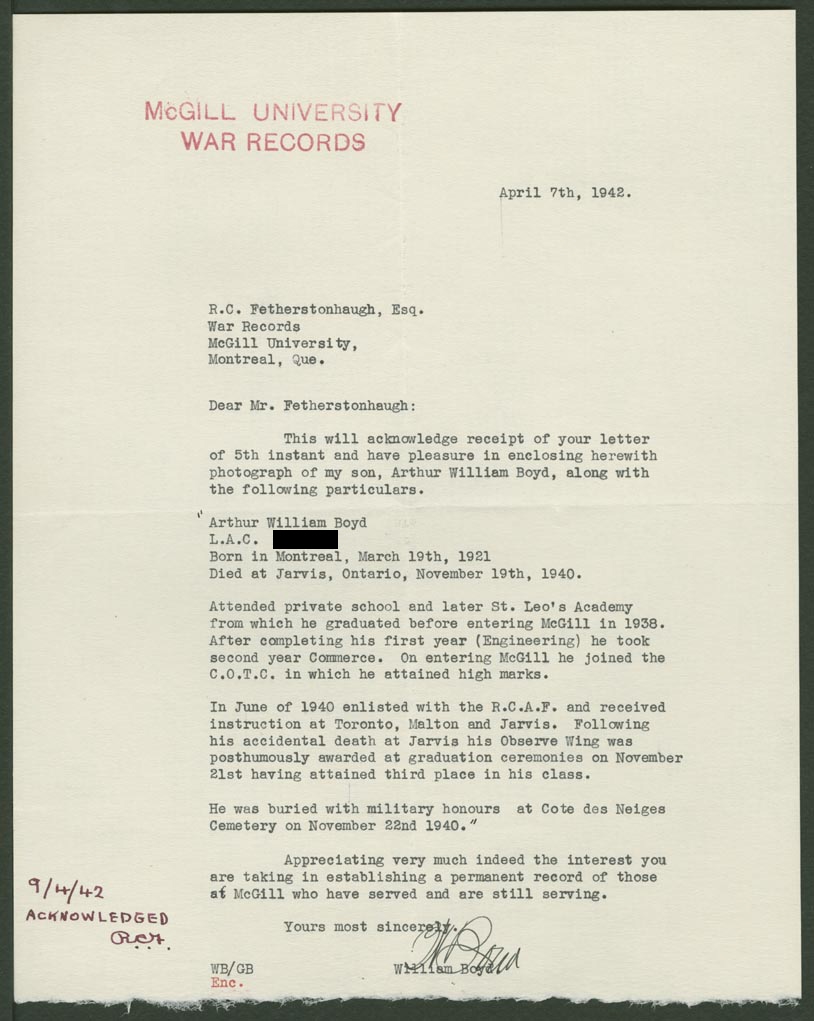 McGILL UNIVERSITY
WAR RECORDS
April 7th, 1942.
R.C. Fetherstonhaugh, Esq.
War Records
McGill University,
Montreal, Que.
Dear Mr. Fetherstonhaugh:
This will acknowledge receipt of your letter
of 5th instant and have pleasure in enclosing herewith
photograph of my son, Arthur William Boyd, along with
the following particulars.
"Arthur William Boyd
L.A.C.
Born in Montreal, March 19th, 1921
Died at Jarvis, Ontario, November 19th, 1940.
Attended private school and later St. Leo's Academy
from which he graduated before entering McGill in 1938.
After completing his first year (Engineering) he took
second year Commerce.  On entering McGill he joined the
C.O.T.C. in which he attained high marks.
In June of 1940 enlisted with the R.C.A.F. and received
instruction at Toronto, Malton and Jarvis.  Following
his accidental death at Jarvis his Observe Wing was
posthumously awarded at graduation ceremonies on November
21st having attained third place in his class.
He was buried with military honours  at Cote des Neiges
Cemetery on November 22nd 1940."
Appreciating very much indeed the interest you
are taking in establishing a permanent record of those
at McGill who have served and are still serving.
9/4/42
ACKNOWLEDGED
R.C.F.
Yours most sincerely,
W Boyd
WB/GB
William Boyd.
Enc.